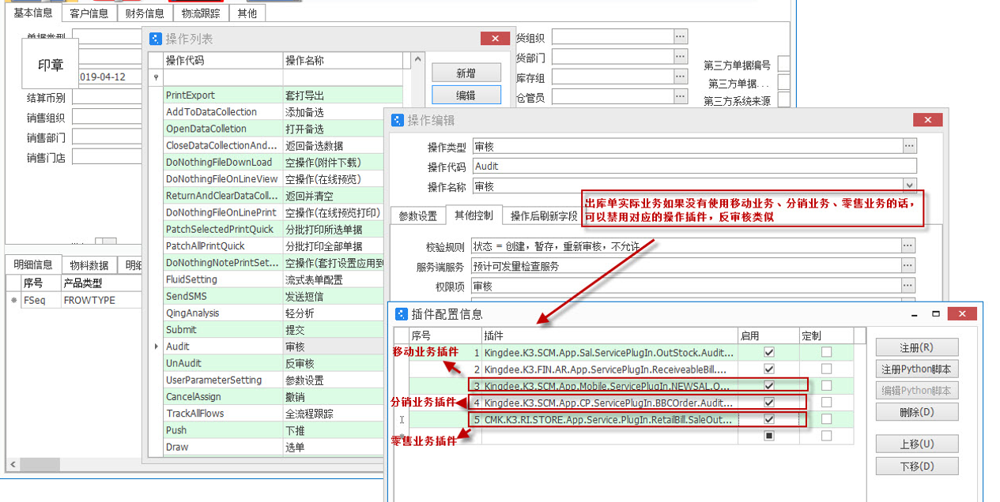 基本信息 客户信息 财务信息 物流跟踪 其他
单据类型
印章
019-04-12
结算币别
销售组织
销售部门
销售门店
货组织
货部门
库存组
仓管员
第三方单据编号
第三方单据...
第三方系统来源
明细信息 物料数据 明细
序号 产品类型
FSeq FROWTYPE
操作列表
操作代码 操作名称
新增
编辑
PrintExport 套打导出
AddToDataCollection 添加备选
OpenDataColletion 打开备选
CloseDataCollectionAnd... 返回备选数据
DoNothingFileDownLoad 空操作(附件下载)
DoNothingFileOnLineView 空操作(在线预览)
ReturnAndClearDataColl... 返回并清空
DoNothingFileOnLinePrint 空操作(在线预览打印)
PatchSelectedPrintQuick 分批打印所选单据
PatchAllPrintQuick 分批打印全部单据
DoNothingNotePrintSet... 空操作(套打设置应用到
FluidSetting 流式表单配置
SendSMS 发送短信
QingAnalysis 轻分析
Submit 提交
Audit 审核
UnAudit 反审核
UserParameterSetting 参数设置
CancelAssign 撤销
TrackAllFlows 全流程跟踪
Push 下推
Draw 选单
操作编辑
操作类型 审核
操作代码 Audit
操作名称 审核
参数设置 其他控制 操作后刷新字段
出库单实际业务如果没有使用移动业务、分销业务、零售业务的话，
可以禁用对应的操作插件，反审核类似
校验规则 状态 = 创建，暂存，重新审核，不允许
服务端服务 预计可发量检查服务
权限项 审核
插件配置信息
序号 插件 启用 定制
移动业务插件
1 Kingdee.K3.SCM.App.Sal.ServicePlugIn.OutStock.Audit...
2 Kingdee.K3.FIN.AR.App.ServicePlugIn.ReceiveableBill....
3 Kingdee.K3.SCM.App.Mobile.ServicePlugIn.NEWSAL.O...
分销业务插件
4 Kingdee.K3.SCM.App.CP.ServicePlugIn.BBCOrder.Audit...
5 CMK.K3.RI.STORE.App.Service.PlugIn.RetailBill.SaleOut...
零售业务插件
注册(R)
注册Python脚本
编辑Python脚本
删除(D)
上移(U)
下移(D)